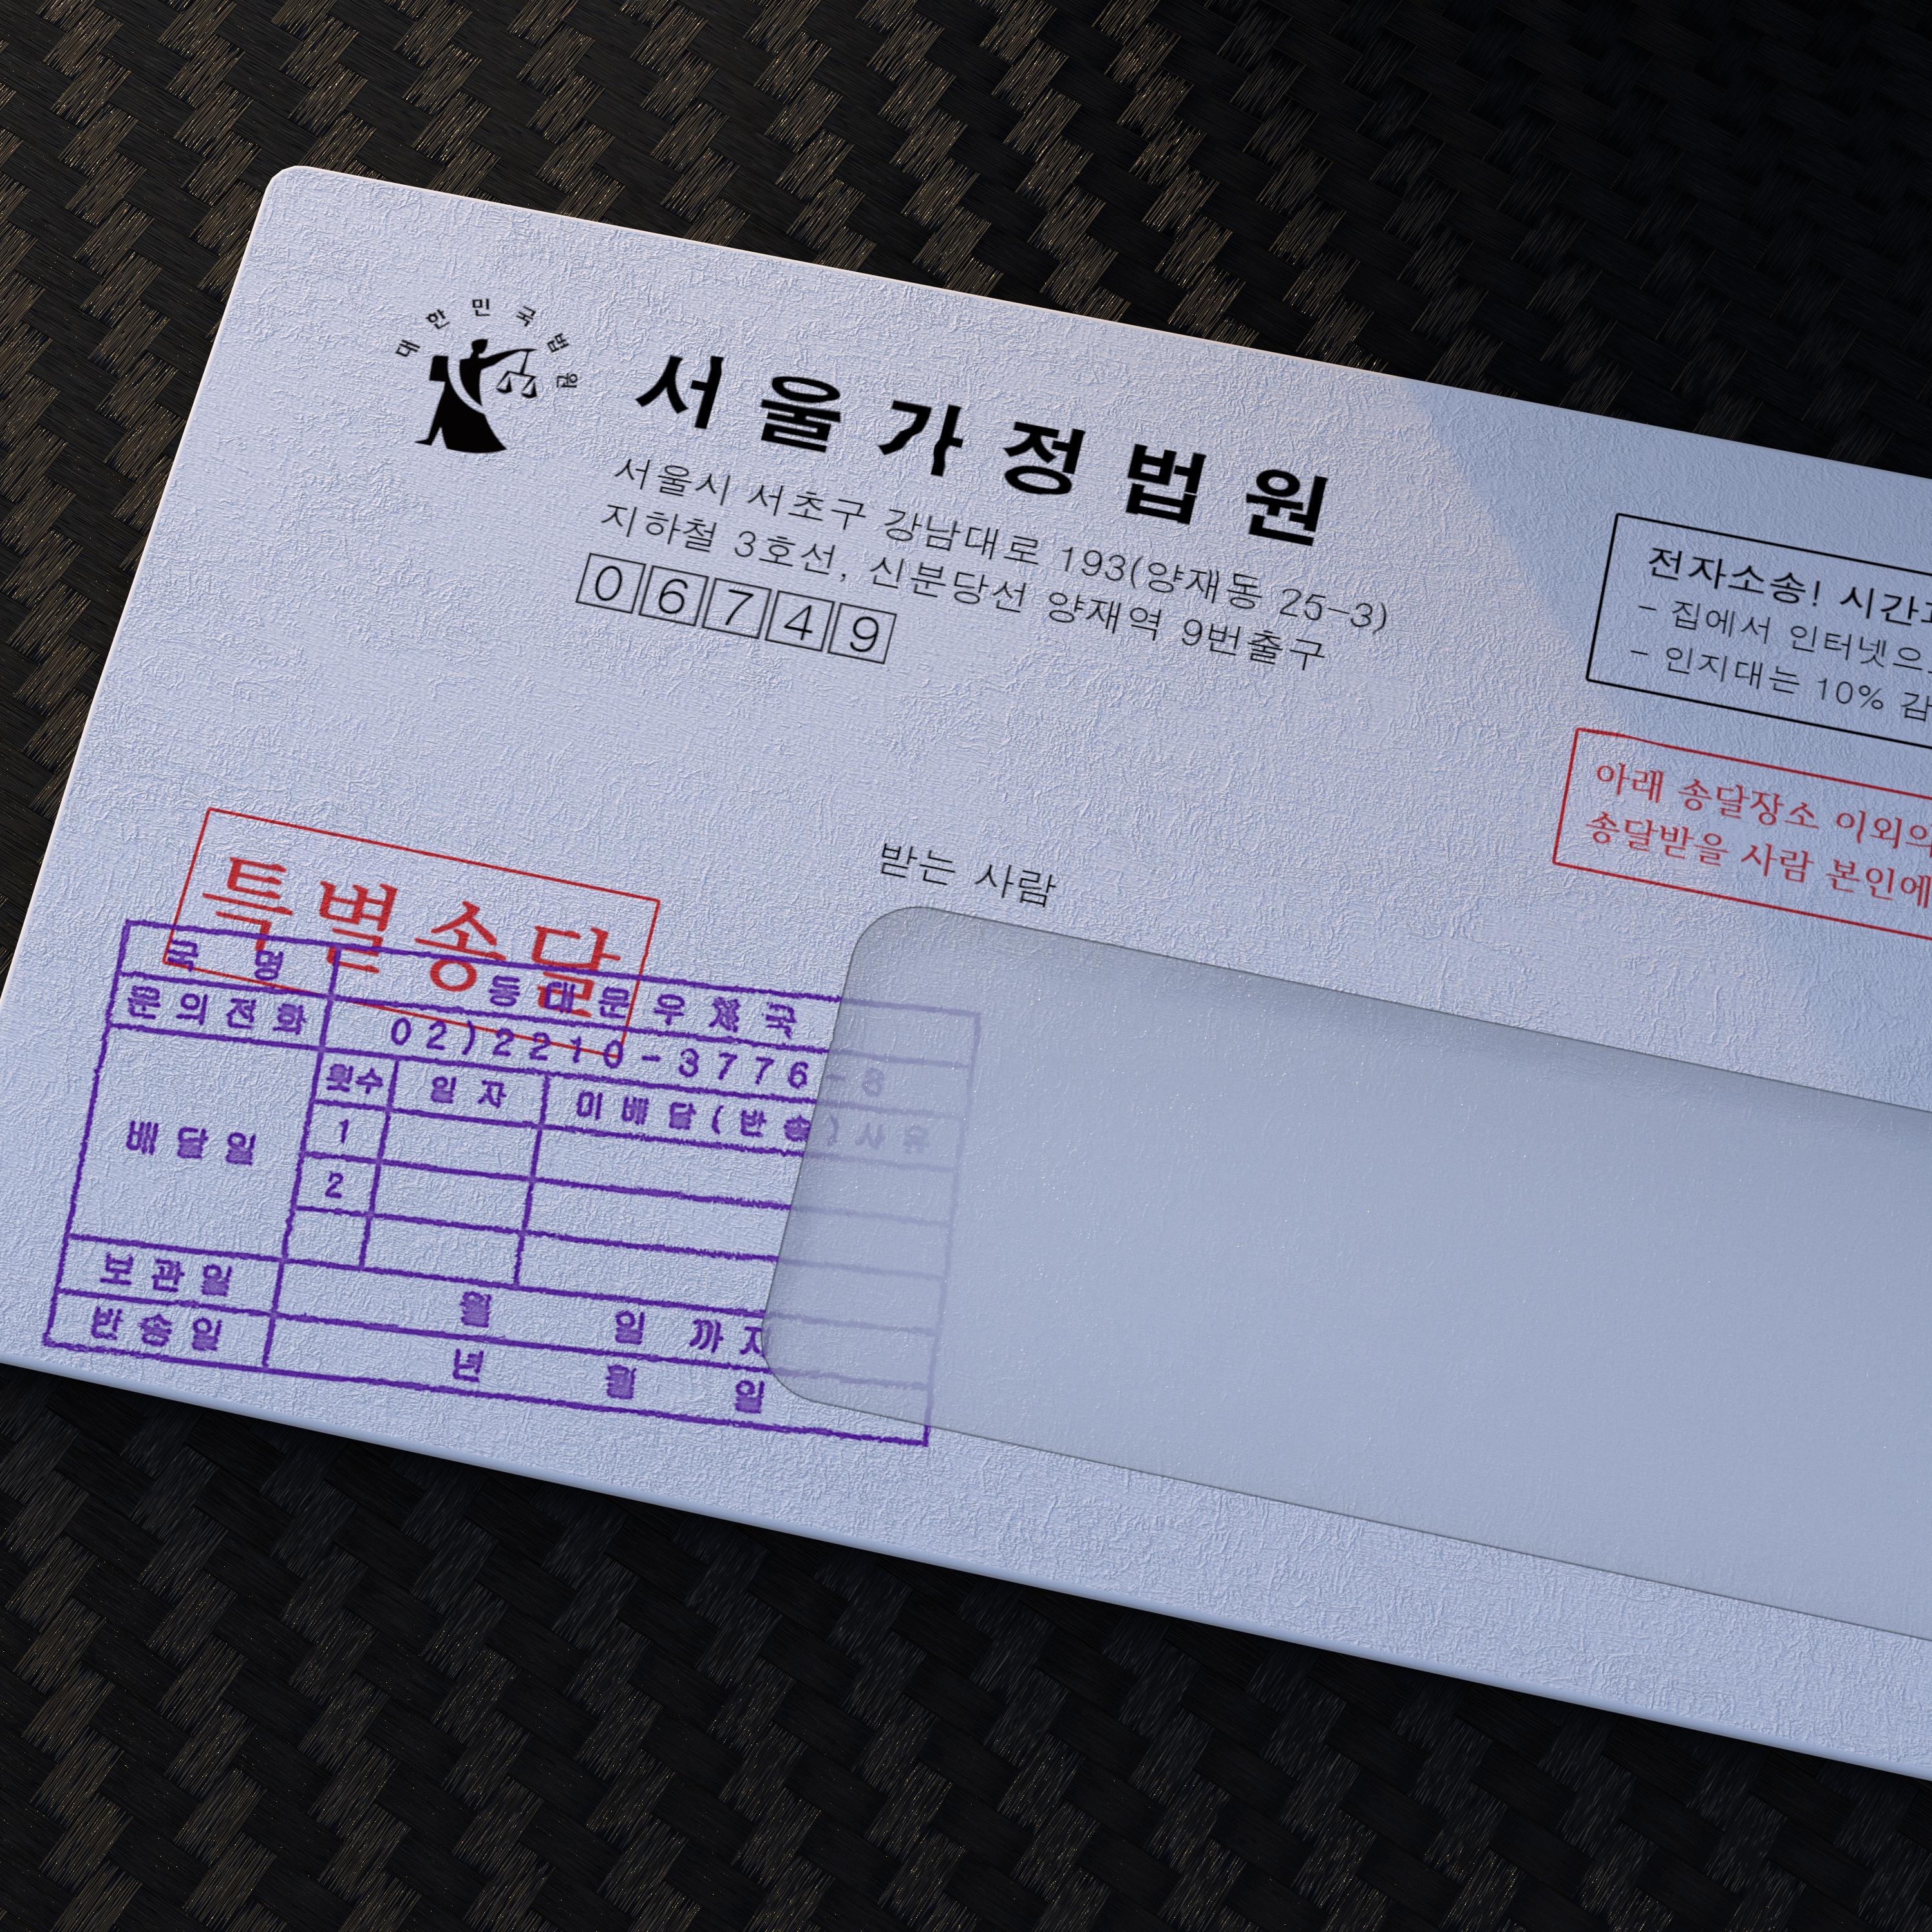 대한민국법원
서울가정법원
서울시 서초구 강남대로 193(양재동 25-3)
지하철 3호선, 신분당선 양재역 9번출구
06749
전자소송! 시간과
- 집에서 인터넷으
- 인지대는 10% 감
아래 송달장소 이외의
송달받을 사람 본인에
받는 사람
특별송달
국 명 동대문우체국
문의전화 02)2210-3776-8
배달일 횟수 일자 미배달(반송)사유
1
2
보관일 월 일 까지
반송일 년 월 일